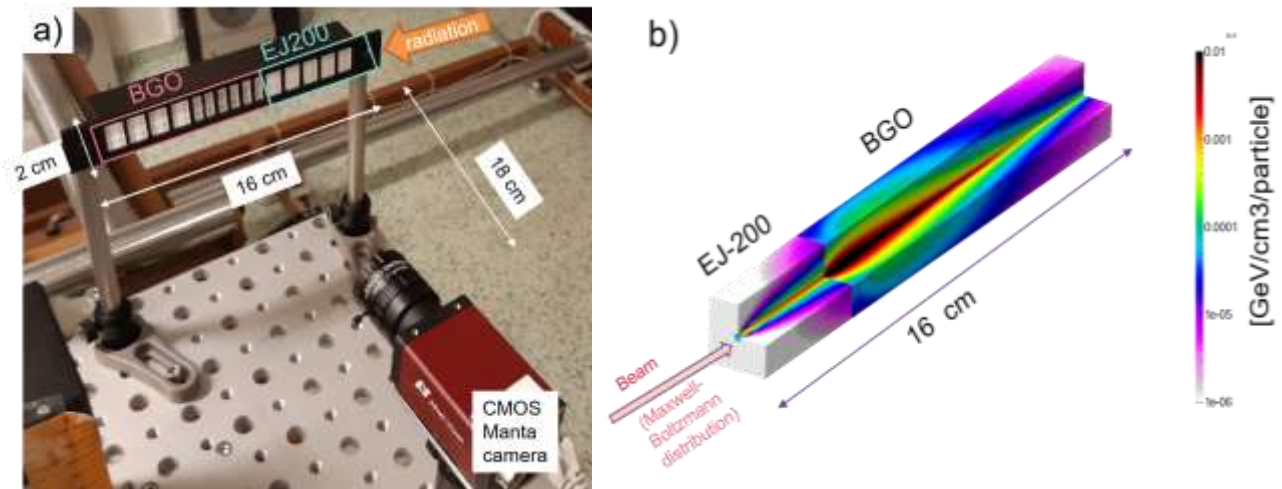 a)
BGO
EJ200
radiation
2 cm
16 cm
18 cm
CMOS
Manta
camera
b)
BGO
EJ-200
16 cm
Beam
(Maxwell-
Boltzmann
distribution)
0.01
0.001
0.0001
1e-05
1e-06
[GeV/cm3/particle]